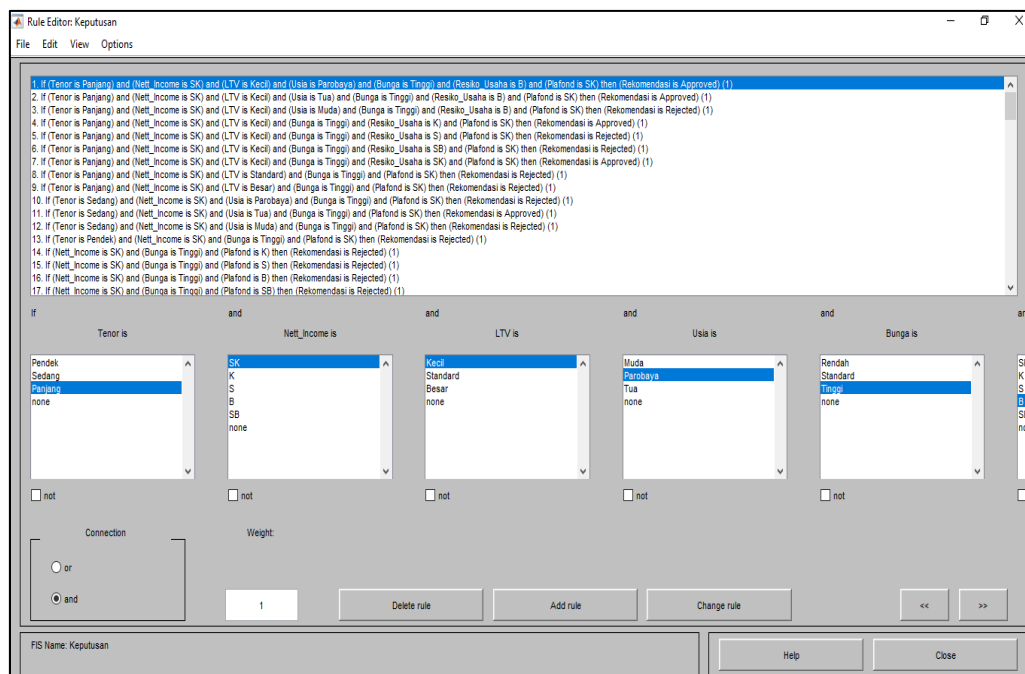 Rule Editor: Keputusan
File Edit View Options
1. If (Tenor is Panjang) and (Nett_Income is SK) and (LTV is Kecil) and (Usia is Parobaya) and (Bunga is Tinggi) and (Resiko_Usaha is B) and (Plafond is SK) then (Rekomendasi is Approved) (1)
2. If (Tenor is Panjang) and (Nett_Income is SK) and (LTV is Kecil) and (Usia is Tua) and (Bunga is Tinggi) and (Resiko_Usaha is B) and (Plafond is SK) then (Rekomendasi is Approved) (1)
3. If (Tenor is Panjang) and (Nett_Income is SK) and (LTV is Kecil) and (Usia is Muda) and (Bunga is Tinggi) and (Resiko_Usaha is B) and (Plafond is SK) then (Rekomendasi is Approved) (1)
4. If (Tenor is Panjang) and (Nett_Income is SK) and (LTV is Kecil) and (Bunga is Tinggi) and (Resiko_Usaha is K) and (Plafond is SK) then (Rekomendasi is Approved) (1)
5. If (Tenor is Panjang) and (Nett_Income is SK) and (LTV is Kecil) and (Bunga is Tinggi) and (Resiko_Usaha is S) and (Plafond is SK) then (Rekomendasi is Rejected) (1)
6. If (Tenor is Panjang) and (Nett_Income is SK) and (LTV is Kecil) and (Bunga is Tinggi) and (Resiko_Usaha is SB) and (Plafond is SK) then (Rekomendasi is Rejected) (1)
7. If (Tenor is Panjang) and (Nett_Income is SK) and (LTV is Kecil) and (Bunga is Tinggi) and (Resiko_Usaha is SK) and (Plafond is SK) then (Rekomendasi is Approved) (1)
8. If (Tenor is Panjang) and (Nett_Income is SK) and (LTV is Standard) and (Bunga is Tinggi) and (Plafond is SK) then (Rekomendasi is Rejected) (1)
9. If (Tenor is Panjang) and (Nett_Income is SK) and (LTV is Besar) and (Bunga is Tinggi) and (Plafond is SK) then (Rekomendasi is Rejected) (1)
10. If (Tenor is Sedang) and (Nett_Income is SK) and (Usia is Parobaya) and (Bunga is Tinggi) and (Plafond is SK) then (Rekomendasi is Rejected) (1)
11. If (Tenor is Sedang) and (Nett_Income is SK) and (Usia is Tua) and (Bunga is Tinggi) and (Plafond is SK) then (Rekomendasi is Approved) (1)
12. If (Tenor is Sedang) and (Nett_Income is SK) and (Usia is Muda) and (Bunga is Tinggi) and (Plafond is SK) then (Rekomendasi is Rejected) (1)
13. If (Tenor is Pendek) and (Nett_Income is SK) and (Bunga is Tinggi) and (Plafond is SK) then (Rekomendasi is Rejected) (1)
14. If (Nett_Income is SK) and (Bunga is Tinggi) and (Plafond is K) then (Rekomendasi is Rejected) (1)
15. If (Nett_Income is SK) and (Bunga is Tinggi) and (Plafond is S) then (Rekomendasi is Rejected) (1)
16. If (Nett_Income is SK) and (Bunga is Tinggi) and (Plafond is B) then (Rekomendasi is Rejected) (1)
17. If (Nett_Income is SK) and (Bunga is Tinggi) and (Plafond is SB) then (Rekomendasi is Rejected) (1)
If and and and and
Tenor is Nett_Income is LTV is Usia is Bunga is
Pendek SK Kecil Muda Rendah
Sedang K Standard Parobaya Standard K
Panjang S Besar Tua Tinggi S
none B none none none B
SB
none
not not not not not
Connection Weight:
or
and 1 Delete rule Add rule Change rule << >>
FIS Name: Keputusan Help Close